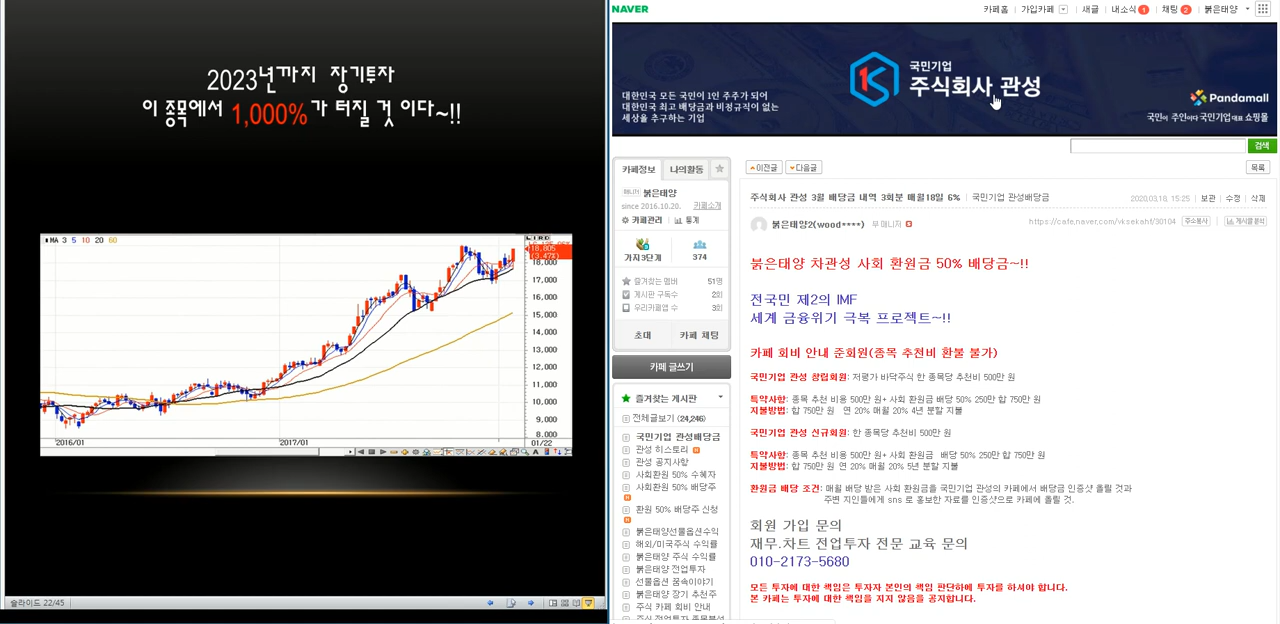 2023년까지 장기투자
이 종목에서 1,000%가 터질 것 이다~!!
MA 3 5 10 20 60
18,805
(3.47%)
18,000
17,000
16,000
15,000
14,000
13,000
12,000
11,000
10,000
9,000
8,000
2016/01
2017/01
01/22
슬라이드 22/45
NAVER
카페홈
가입카페
새글
내소식 1
채팅 2
붉은태양
대한민국 모든 국민이 1인 주주가 되어
대한민국 최고 배당금과 비정규직이 없는
세상을 추구하는 기업
국민기업
주식회사 관성
Pandamall
국민이 주인이다 국민기업대표 쇼핑몰
검색
카페정보
나의활동
이전글
다음글
목록
매니저 붉은태양
since 2016.10.20.
카페소개
카페관리
통계
가지3단계
374
즐겨찾는 멤버 51명
게시판 구독수 2회
우리카페앱 수 3회
초대
카페 채팅
카페 글쓰기
즐겨찾는 게시판
전체글보기 (24,246)
국민기업 관성배당금
관성 히스토리
관성 공지사항
사회환원 50% 수혜자
사회환원 50% 배당주
환원 50% 배당주 신청
붉은태양선물옵션수익
해외/미국주식 수익률
붉은태양 주식 수익률
붉은태양 전업투자
선물옵션 꿈속이야기
붉은태양 장기 추천주
주식 카페 회비 안내
주식 관성 3월 배당금 내역 3회분 매월18일 6%
국민기업 관성배당금
2020.03.18. 15:25
보관
수정
삭제
붉은태양2(wood****)
부매니저
https://cafe.naver.com/vksekahf/30104
주소복사
게시글 분석
붉은태양 차관성 사회 환원금 50% 배당금~!!
전국민 제2의 IMF
세계 금융위기 극복 프로젝트~!!
카페 회비 안내 준회원(종목 추천비 환불 불가)
국민기업 관성 창립회원: 저평가 바닥주식 한 종목당 추천비 500만 원
특약사항: 종목 추천 비용 500만 원+ 사회 환원금 배당 50% 250만 합 750만 원
지불방법: 합 750만 원 연 20% 매월 20% 4년 분할 지불
국민기업 관성 신규회원: 한 종목당 추천비 500만 원
특약사항: 종목 추천 비용 500만 원+ 사회 환원금 배당 50% 250만 합 750만 원
지불방법: 합 750만 원 연 20% 매월 20% 5년 분할 지불
환원금 배당 조건: 매월 배당 받은 사회 환원금을 국민기업 관성의 카페에서 배당금 인증샷 올릴 것과
주변 지인들에게 sns 로 홍보한 자료를 인증샷으로 카페에 올릴 것.
회원 가입 문의
재무.차트 전업투자 전문 교육 문의
010-2173-5680
모든 투자에 대한 책임은 투자자 본인의 책임 판단하에 투자를 하셔야 합니다.
본 카페는 투자에 대한 책임을 지지 않음을 공지합니다.